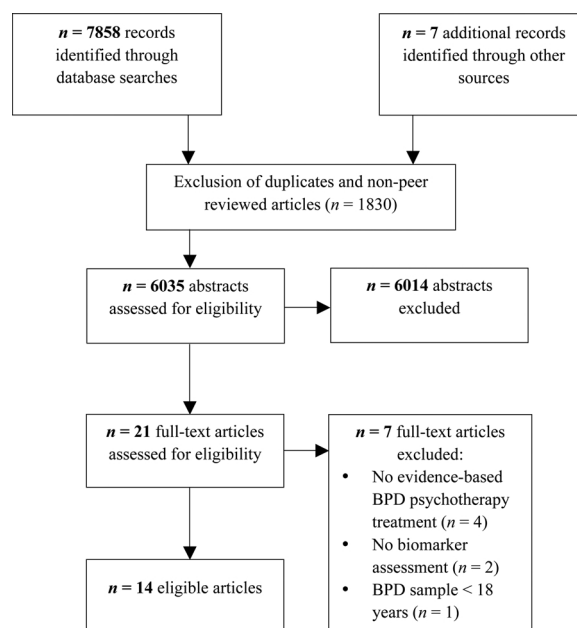 n = 7858 records
identified through
database searches
n = 7 additional records
identified through other
sources
Exclusion of duplicates and non-peer
reviewed articles (n = 1830)
n = 6035 abstracts
assessed for eligibility
n = 6014 abstracts
excluded
n = 21 full-text articles
assessed for eligibility
n = 7 full-text articles
excluded:
• No evidence-based
BPD psychotherapy
treatment (n = 4)
• No biomarker
assessment (n = 2)
• BPD sample < 18
years (n = 1)
n = 14 eligible articles